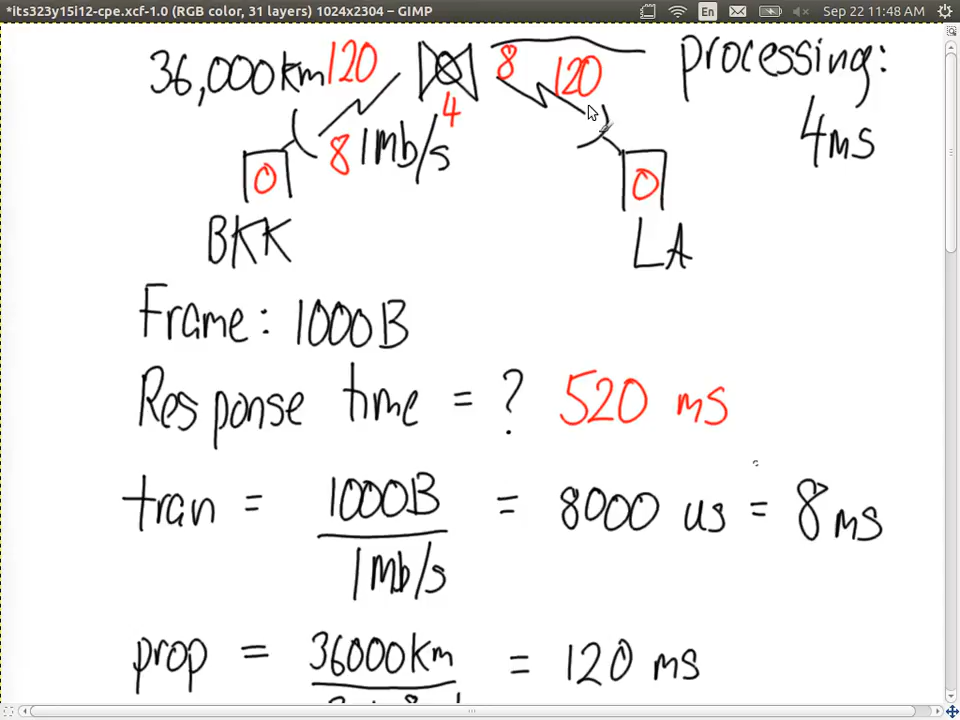 *its323y15i12-cpe.xcf-1.0 (RGB color, 31 layers) 1024x2304 – GIMP
En
Sep 22 11:48 AM
36,000km 120
8 120
processing:
4
8 1Mb/s
4ms
0
0
BKK
LA
Frame: 1000B
Response time = ? 520 ms
tran = 1000B / 1Mb/s = 8000 us = 8ms
prop = 36000km = 120 ms